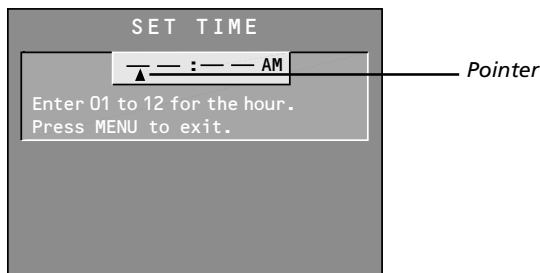 SET TIME
— — : — — AM
Pointer
Enter 01 to 12 for the hour.
Press MENU to exit.